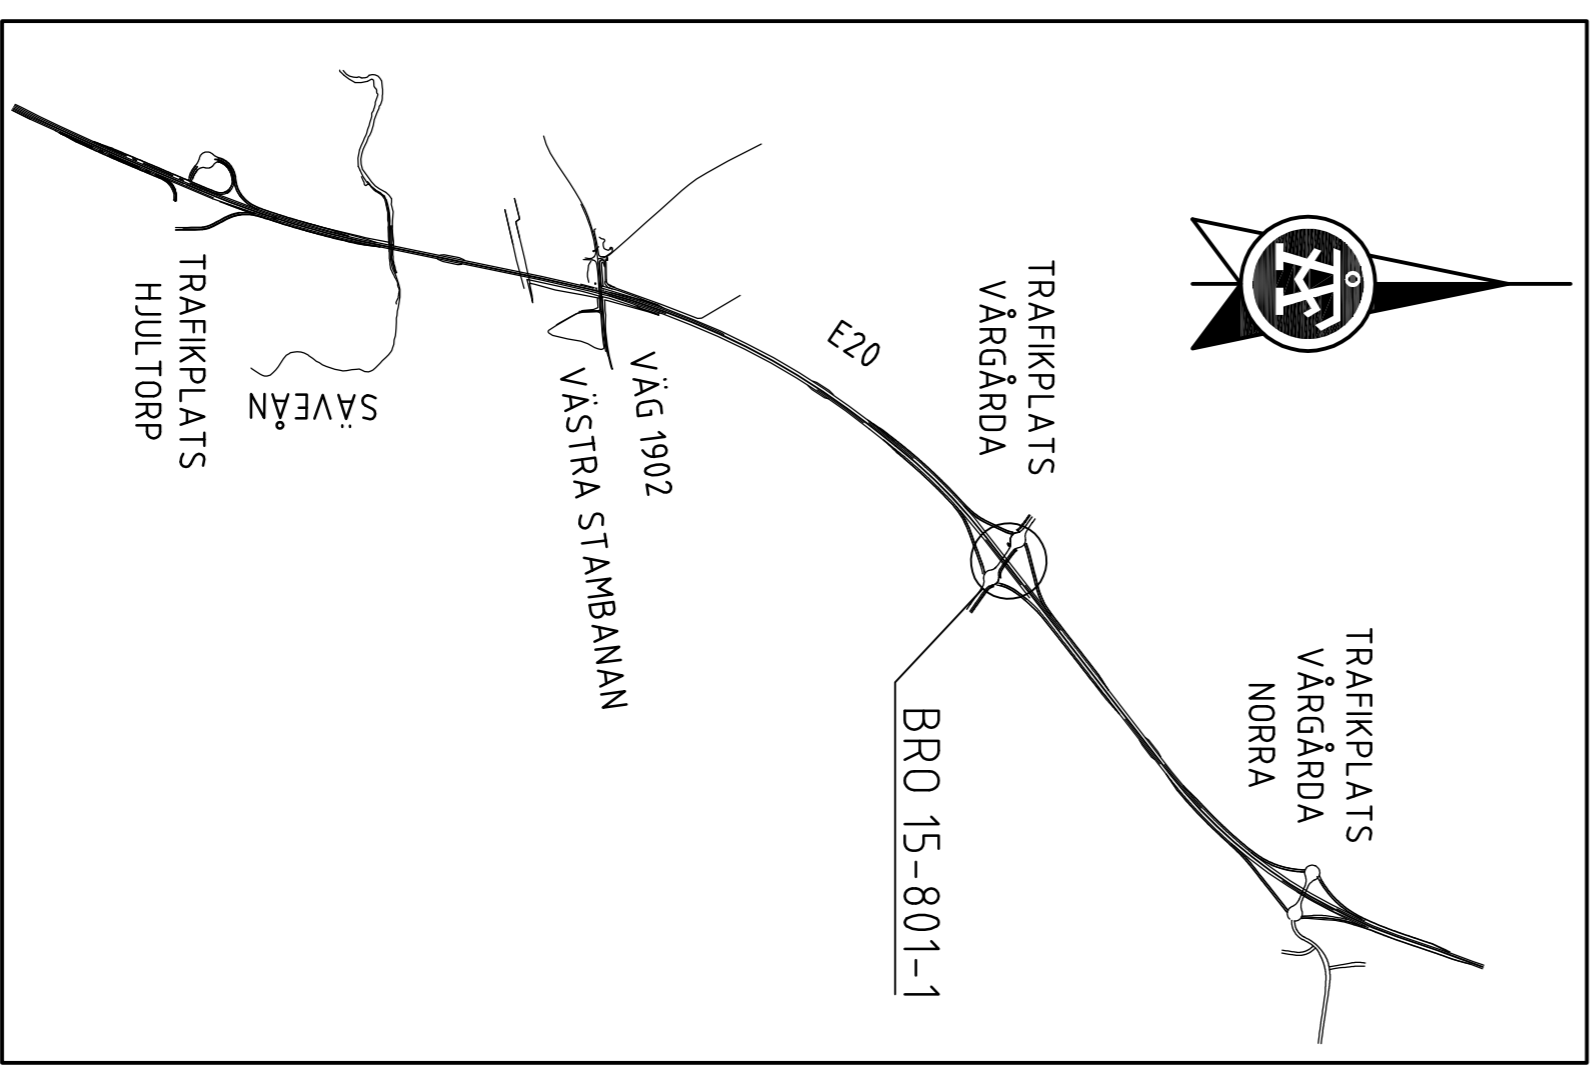 TRAFIKPLATS
VÅRGÅRDA
NORRA
TRAFIKPLATS
VÅRGÅRDA
E20
BRO 15-801-1
VÄG 1902
VÄSTRA STAMBANAN
SÄVEÅN
TRAFIKPLATS
HJULTORP